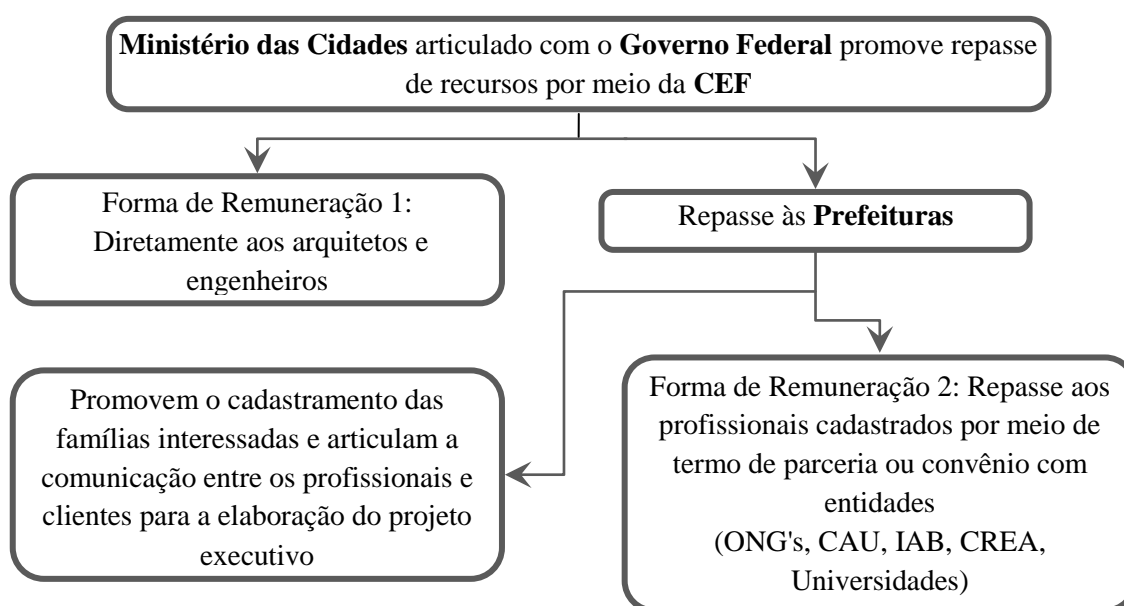 Ministério das Cidades articulado com o Governo Federal promove repasse
de recursos por meio da CEF
Forma de Remuneração 1:
Diretamente aos arquitetos e
engenheiros
Repasse às Prefeituras
Promovem o cadastramento das
famílias interessadas e articulam a
comunicação entre os profissionais e
clientes para a elaboração do projeto
executivo
Forma de Remuneração 2: Repasse aos
profissionais cadastrados por meio de
termo de parceria ou convênio com
entidades
(ONG's, CAU, IAB, CREA,
Universidades)